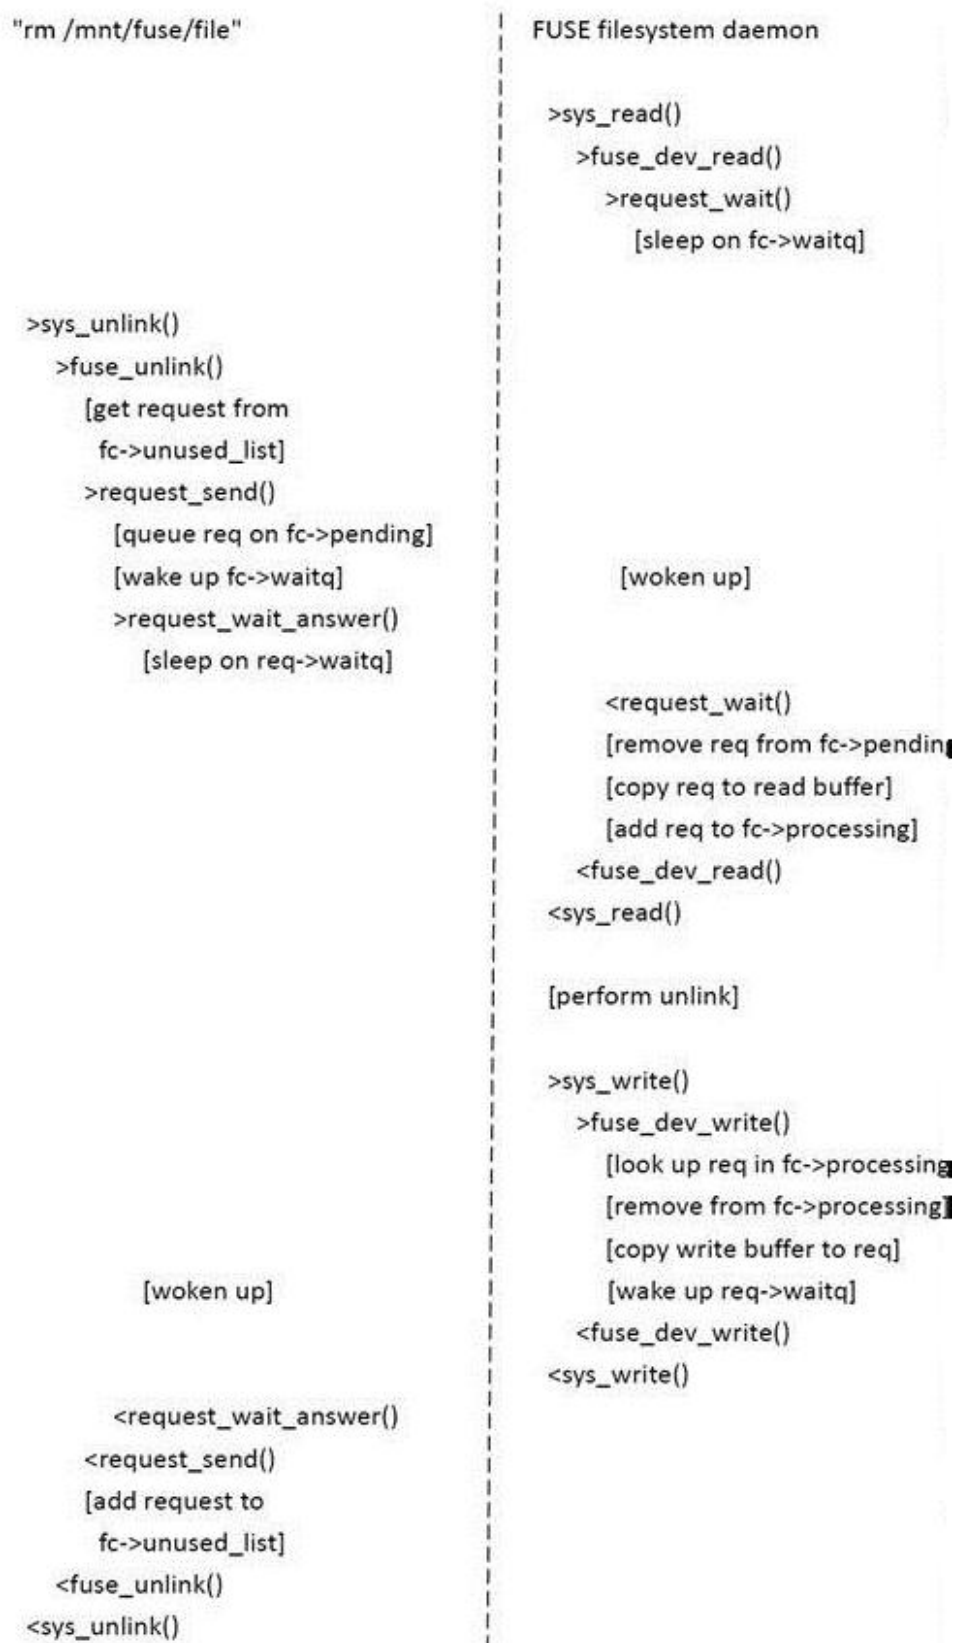 "rm /mnt/fuse/file" | FUSE filesystem daemon
>sys_read()
>fuse_dev_read()
>request_wait()
[sleep on fc->waitq]
>sys_unlink()
>fuse_unlink()
[get request from
fc->unused_list]
>request_send()
[queue req on fc->pending]
[wake up fc->waitq] [woken up]
>request_wait_answer()
[sleep on req->waitq]
<request_wait()
[remove req from fc->pending
[copy req to read buffer]
[add req to fc->processing]
<fuse_dev_read()
<sys_read()
[perform unlink]
>sys_write()
>fuse_dev_write()
[look up req in fc->processing
[remove from fc->processing]
[copy write buffer to req]
[woken up] [wake up req->waitq]
<fuse_dev_write()
<sys_write()
<request_wait_answer()
<request_send()
[add request to
fc->unused_list]
<fuse_unlink()
<sys_unlink()